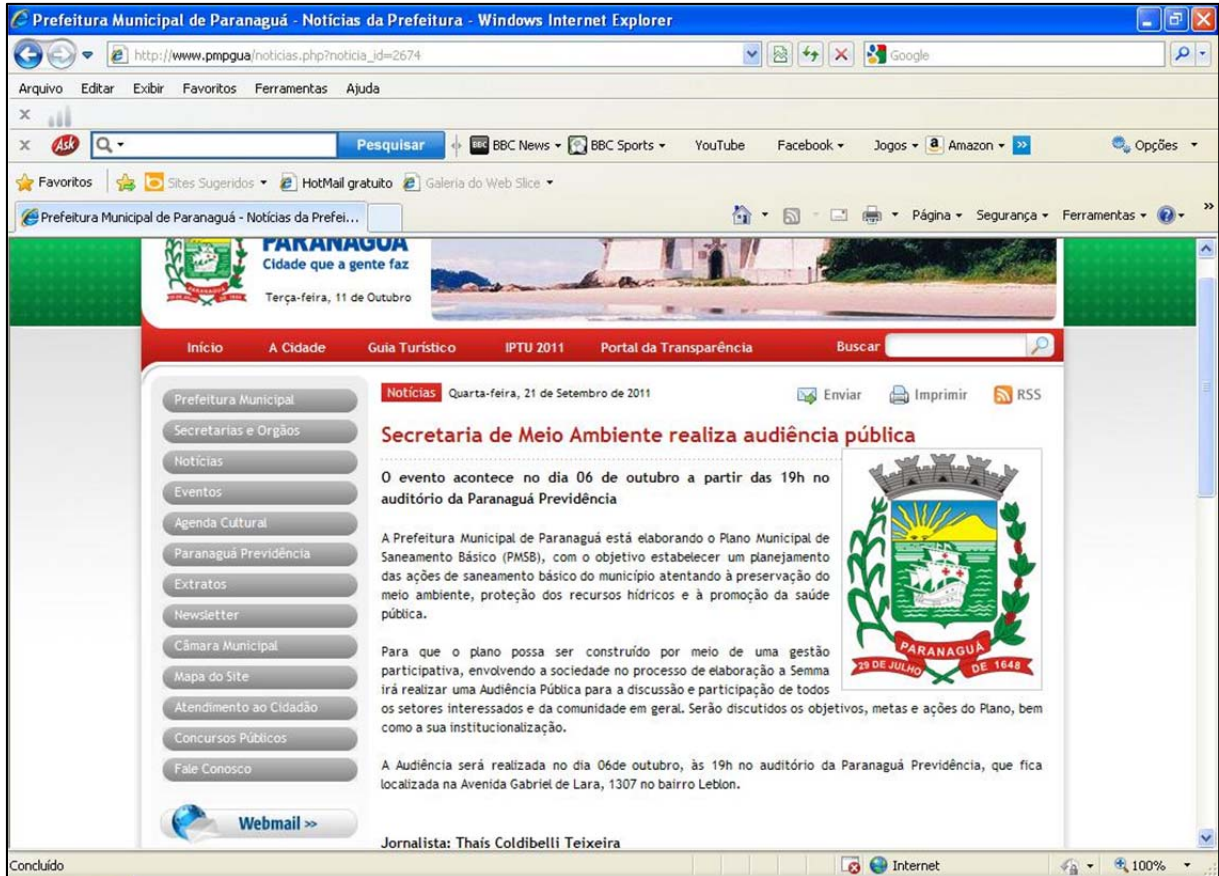 Prefeitura Municipal de Paranaguá - Notícias da Prefeitura - Windows Internet Explorer
http://www.pmpgua/noticias.php?noticia_id=2674
Google
Arquivo Editar Exibir Favoritos Ferramentas Ajuda
x
x Ask Pesquisar BBC BBC News BBC Sports YouTube Facebook Jogos a Amazon » Opções
Favoritos Sites Sugeridos HotMail gratuito Galeria do Web Slice
Prefeitura Municipal de Paranaguá - Notícias da Prefei... Página Segurança Ferramentas »
PARANAGUÁ
Cidade que a gente faz
Terça-feira, 11 de Outubro
Início A Cidade Guia Turístico IPTU 2011 Portal da Transparência Buscar
Prefeitura Municipal
Secretarias e Orgãos
Notícias
Eventos
Agenda Cultural
Paranaguá Previdência
Extratos
Newsletter
Câmara Municipal
Mapa do Site
Atendimento ao Cidadão
Concursos Públicos
Fale Conosco
Webmail »
Notícias Quarta-feira, 21 de Setembro de 2011 Enviar Imprimir RSS
Secretaria de Meio Ambiente realiza audiência pública
O evento acontece no dia 06 de outubro a partir das 19h no
auditório da Paranaguá Previdência
A Prefeitura Municipal de Paranaguá está elaborando o Plano Municipal de
Saneamento Básico (PMSB), com o objetivo estabelecer um planejamento
das ações de saneamento básico do município atentando à preservação do
meio ambiente, proteção dos recursos hídricos e à promoção da saúde
pública.
Para que o plano possa ser construído por meio de uma gestão
participativa, envolvendo a sociedade no processo de elaboração a Semma
irá realizar uma Audiência Pública para a discussão e participação de todos
os setores interessados e da comunidade em geral. Serão discutidos os objetivos, metas e ações do Plano, bem
como a sua institucionalização.
A Audiência será realizada no dia 06de outubro, às 19h no auditório da Paranaguá Previdência, que fica
localizada na Avenida Gabriel de Lara, 1307 no bairro Leblon.
Jornalista: Thaís Coldibelli Teixeira
PARANAGUÁ
29 DE JULHO DE 1648
Concluído Internet 100%